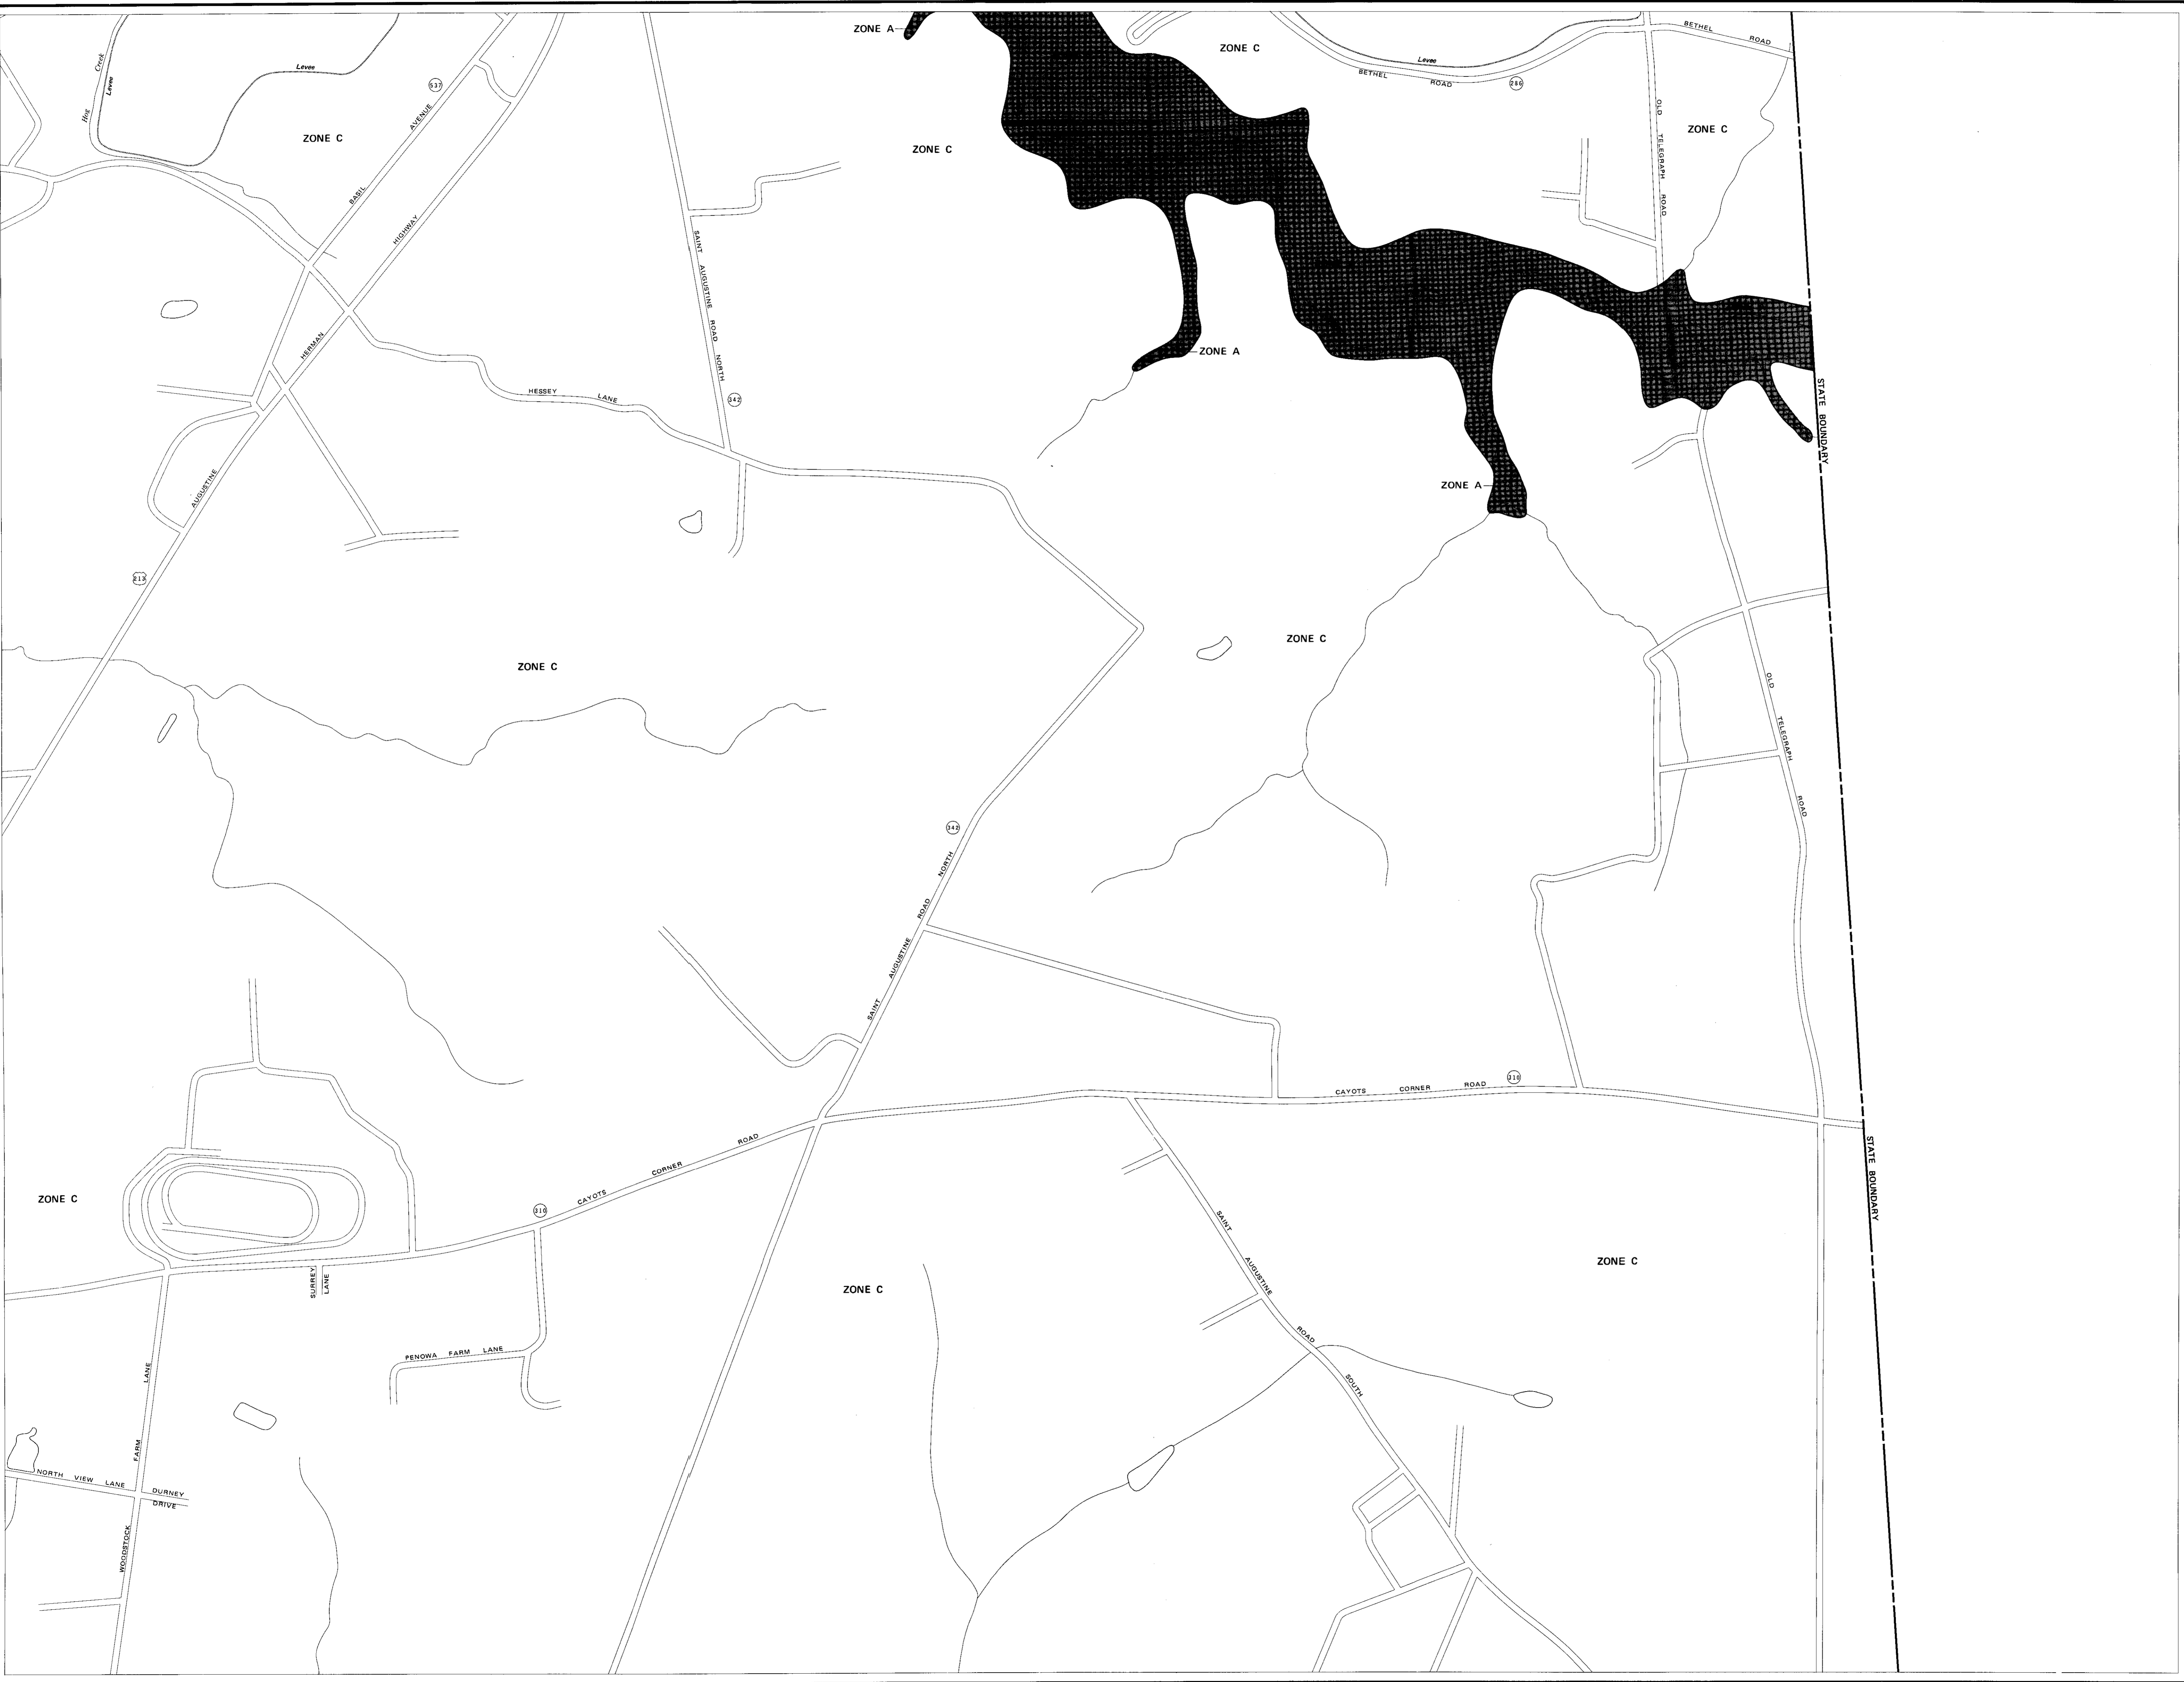 ZONE A
ZONE C
BETHEL ROAD
Levee
BETHEL ROAD
286
Hog Creek
Levee
Levee
537
ZONE C
BASIL AVENUE
AUGUSTINE HERMAN HIGHWAY
ZONE C
OLD TELEGRAPH ROAD
ZONE C
SAINT AUGUSTINE ROAD NORTH
342
HESSEY LANE
ZONE A
STATE BOUNDARY
ZONE A
213
ZONE C
ZONE C
OLD TELEGRAPH ROAD
342
SAINT AUGUSTINE ROAD NORTH
CAYOTS CORNER ROAD
310
STATE BOUNDARY
ZONE C
CAYOTS CORNER ROAD
310
SURREY
LANE
ZONE C
ZONE C
SAINT AUGUSTINE ROAD SOUTH
PENOWA FARM LANE
WOODSTOCK FARM LANE
NORTH VIEW LANE
DURNEY
DRIVE